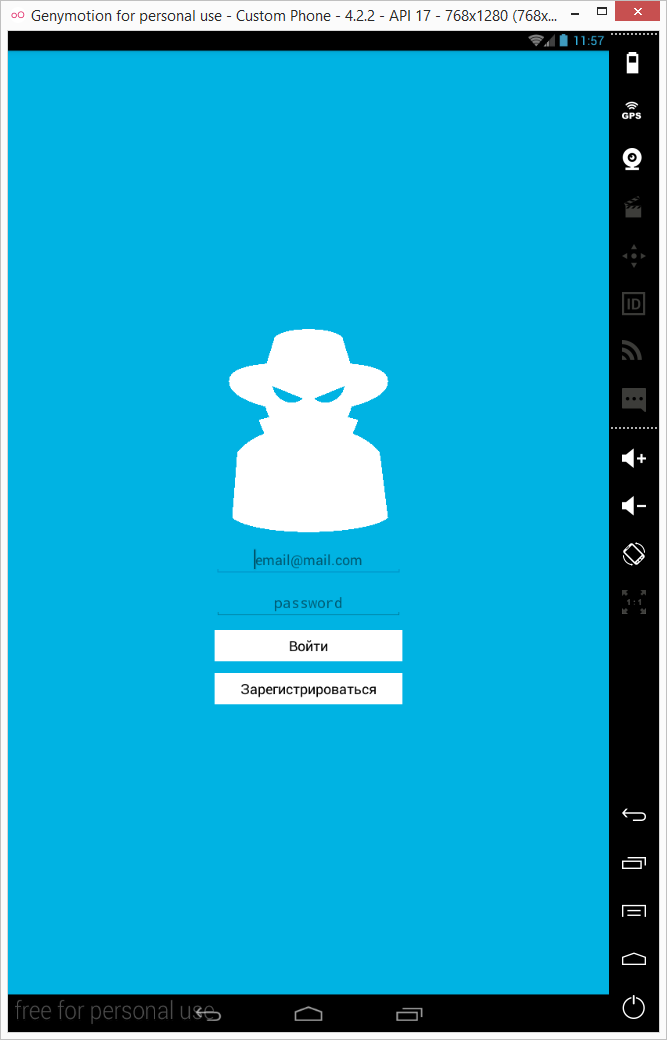 Genymotion for personal use - Custom Phone - 4.2.2 - API 17 - 768x1280 (768x...
11:57
GPS
ID
email@mail.com
password
Войти
1:1
Зарегистрироваться
free for personal use